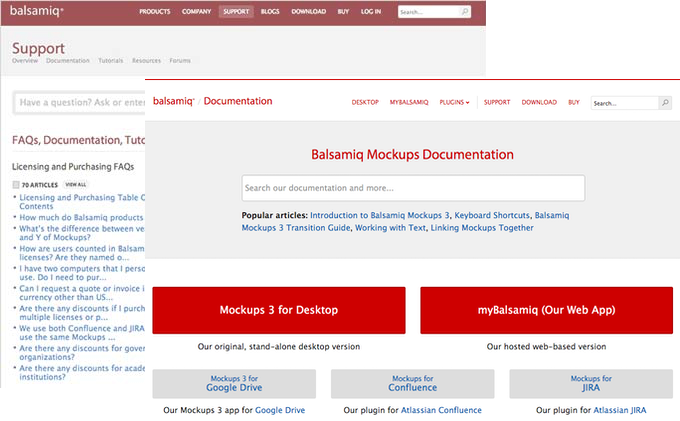 balsamiq®
PRODUCTS COMPANY SUPPORT BLOGS DOWNLOAD BUY LOG IN
Search...
Support
Overview Documentation Tutorials Resources Forums
Have a question? Ask or enter
FAQs, Documentation, Tuto
Licensing and Purchasing FAQs
70 ARTICLES VIEW ALL
• Licensing and Purchasing Table O
Contents
• How much do Balsamiq products
• What's the difference between ve
and Y of Mockups?
• How are users counted in Balsam
licenses? Are they named o...
• I have two computers that I perso
use. Do I need to pur...
• Can I request a quote or invoice i
currency other than US...
• Are there any discounts if I purch
multiple licenses or p...
• We use both Confluence and JIRA
use the same Mockups ...
• Are there any discounts for gover
organizations?
• Are there any discounts for acade
institutions?
balsamiq® / Documentation
DESKTOP MYBALSAMIQ PLUGINS SUPPORT DOWNLOAD BUY
Search...
Balsamiq Mockups Documentation
Search our documentation and more...
Popular articles: Introduction to Balsamiq Mockups 3, Keyboard Shortcuts, Balsamiq
Mockups 3 Transition Guide, Working with Text, Linking Mockups Together
Mockups 3 for Desktop
Our original, stand-alone desktop version
myBalsamiq (Our Web App)
Our hosted web-based version
Mockups 3 for
Google Drive
Our Mockups 3 app for Google Drive
Mockups for
Confluence
Our plugin for Atlassian Confluence
Mockups for
JIRA
Our plugin for Atlassian JIRA